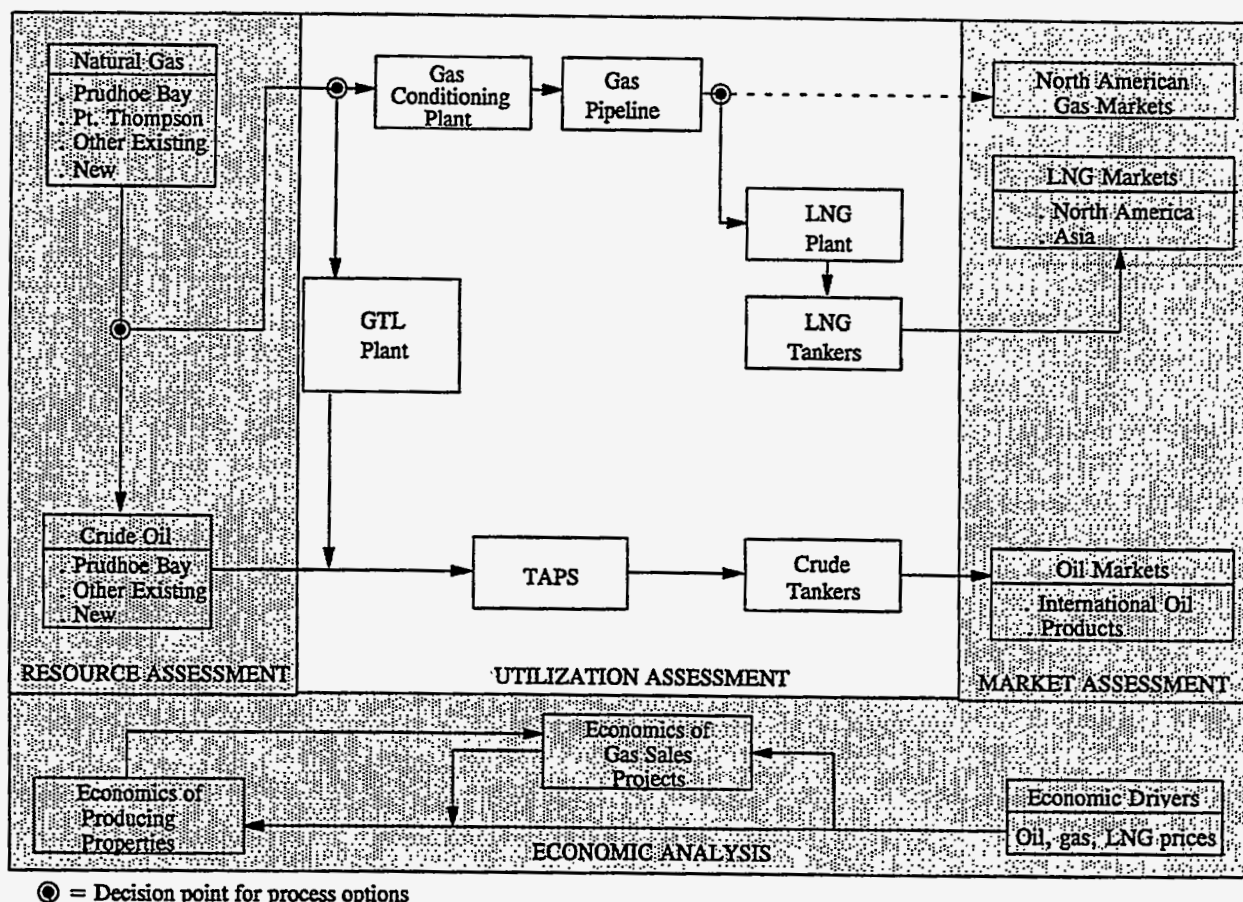 Natural Gas
. Prudhoe Bay
. Pt. Thompson
. Other Existing
. New
Gas
Conditioning
Plant
Gas
Pipeline
North American
Gas Markets
LNG Markets
. North America
. Asia
LNG
Plant
GTL
Plant
LNG
Tankers
Crude Oil
. Prudhoe Bay
. Other Existing
. New
TAPS
Crude
Tankers
Oil Markets
. International Oil
. Products
RESOURCE ASSESSMENT
UTILIZATION ASSESSMENT
MARKET ASSESSMENT
Economics of
Gas Sales
Projects
Economics of
Producing
Properties
Economic Drivers
Oil, gas, LNG prices
ECONOMIC ANALYSIS
= Decision point for process options